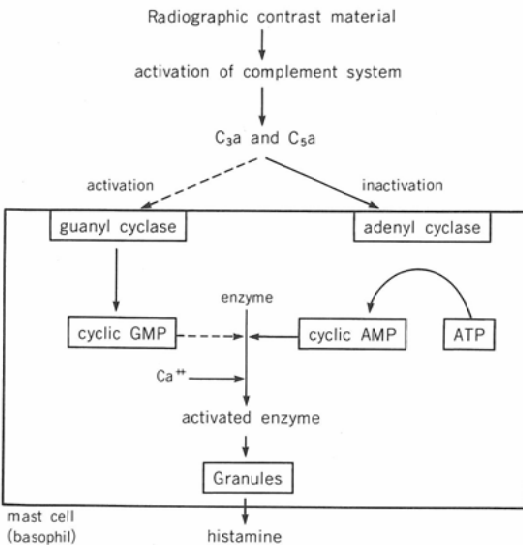 Radiographic contrast material
activation of complement system
C₃a and C₅a
activation
inactivation
guanyl cyclase
adenyl cyclase
enzyme
cyclic GMP
cyclic AMP
ATP
Ca⁺⁺
activated enzyme
Granules
mast cell
(basophil)
histamine